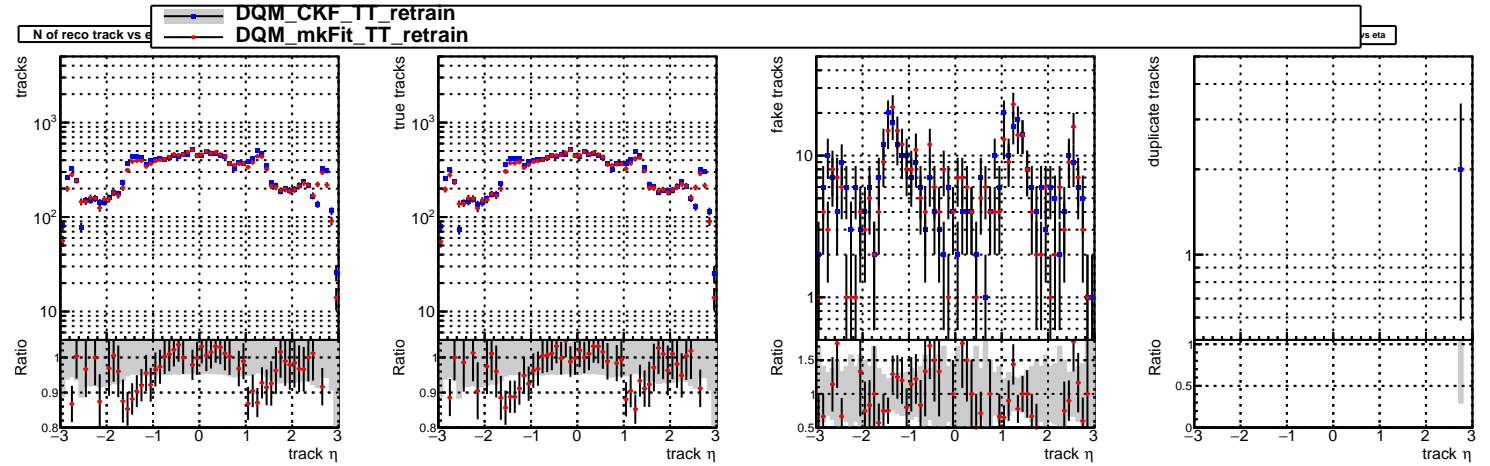 DQM_CKF_TT_retrain
DQM_mkFit_TT_retrain
N of reco track vs e
vs eta
tracks
10³
10²
10
Ratio
1
0.9
0.8
−3 −2 −1 0 1 2 3
track η
true tracks
10³
10²
10
Ratio
1
0.9
0.8
−3 −2 −1 0 1 2 3
track η
fake tracks
10
1
Ratio
1.5
1
0.5
−3 −2 −1 0 1 2 3
track η
duplicate tracks
1
Ratio
1
0.5
0
−3 −2 −1 0 1 2 3
track η